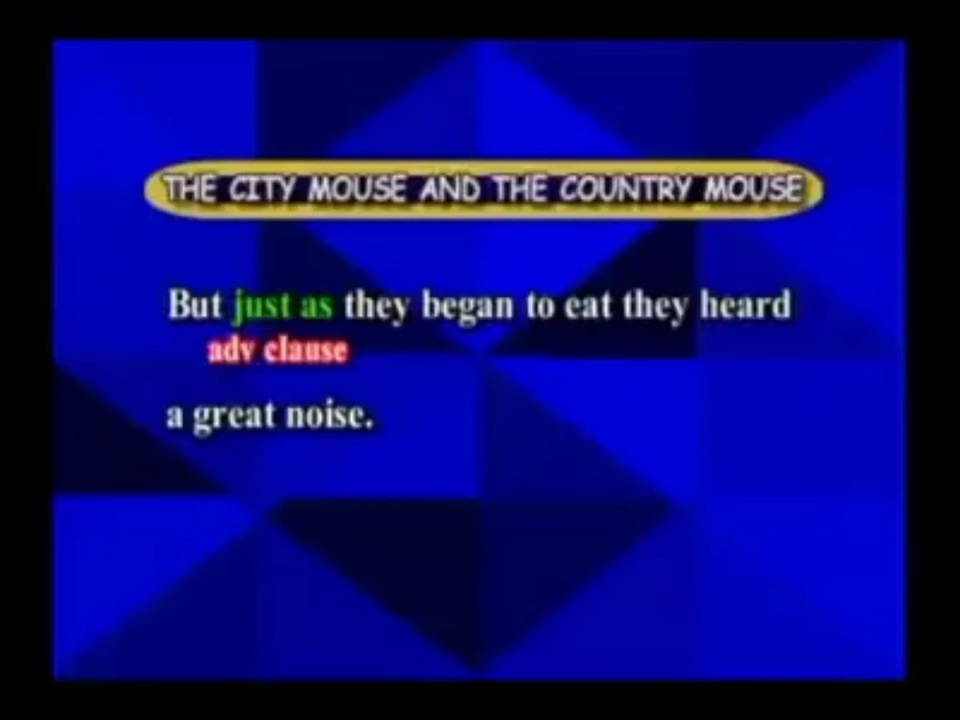 THE CITY MOUSE AND THE COUNTRY MOUSE
But just as they began to eat they heard
adv clause
a great noise.